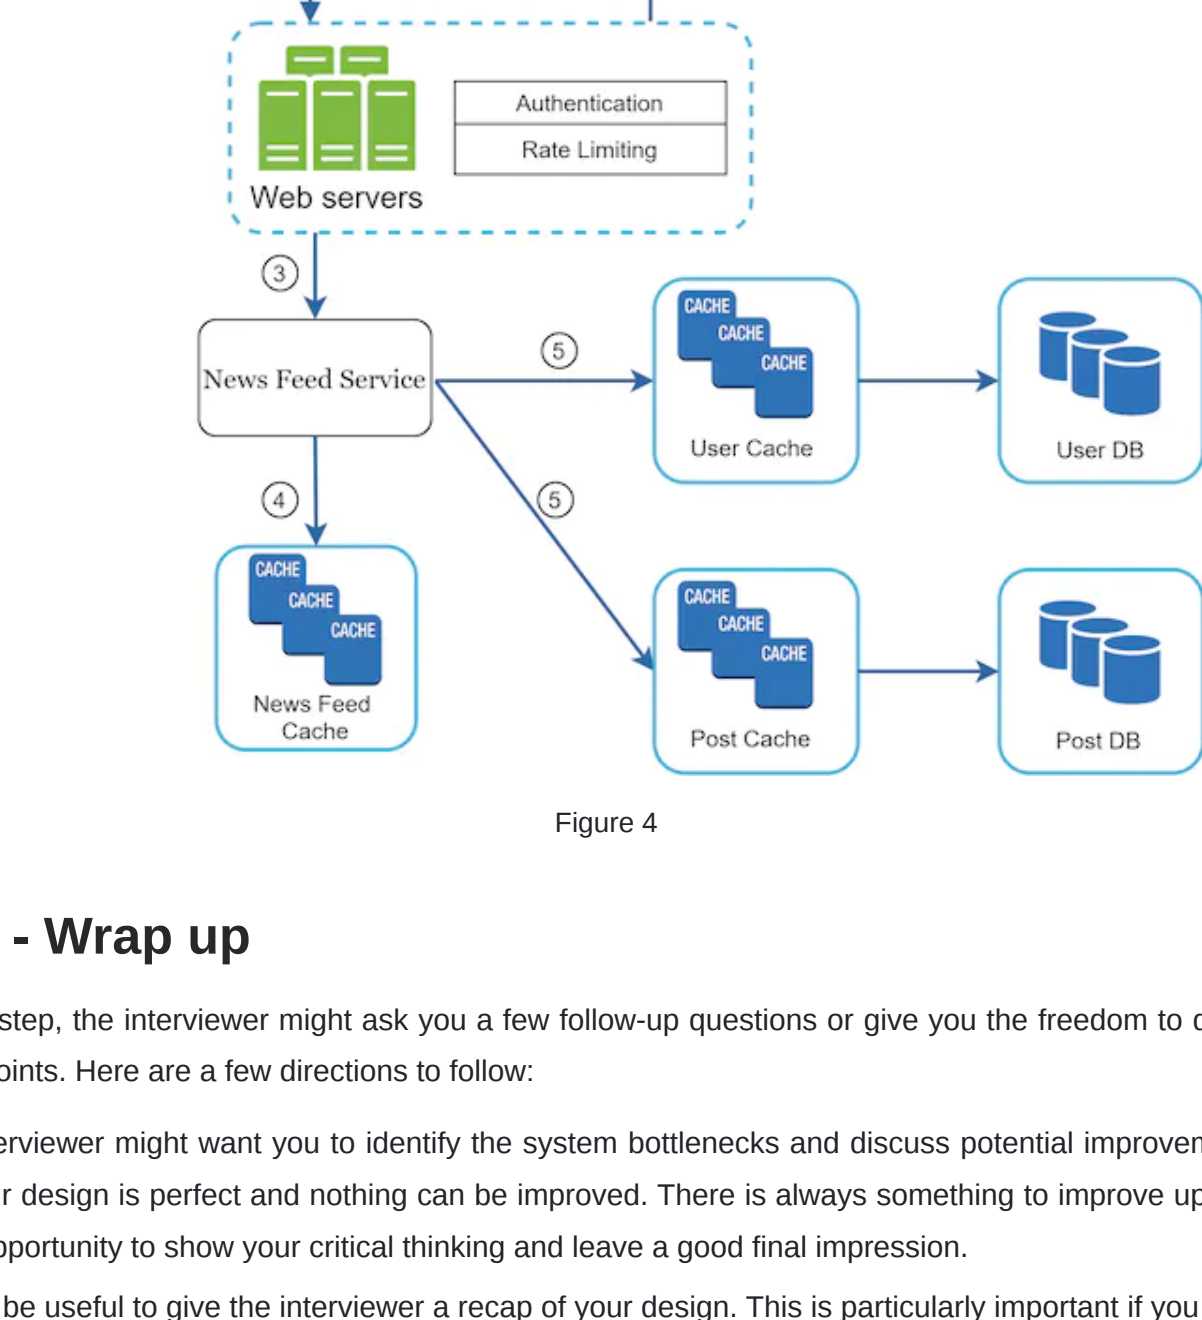 Authentication
Rate Limiting
Web servers
3
News Feed Service
5
CACHE
CACHE
CACHE
User Cache
User DB
4
5
CACHE
CACHE
CACHE
News Feed
Cache
CACHE
CACHE
CACHE
Post Cache
Post DB
Figure 4
- Wrap up
step, the interviewer might ask you a few follow-up questions or give you the freedom to
Here are a few directions to follow:
might want you to identify the system bottlenecks and discuss potential
design is perfect and nothing can be improved. There is always something to improve
to show your critical thinking and leave a good final impression.
be useful to give the interviewer a recap of your design. This is particularly important if you